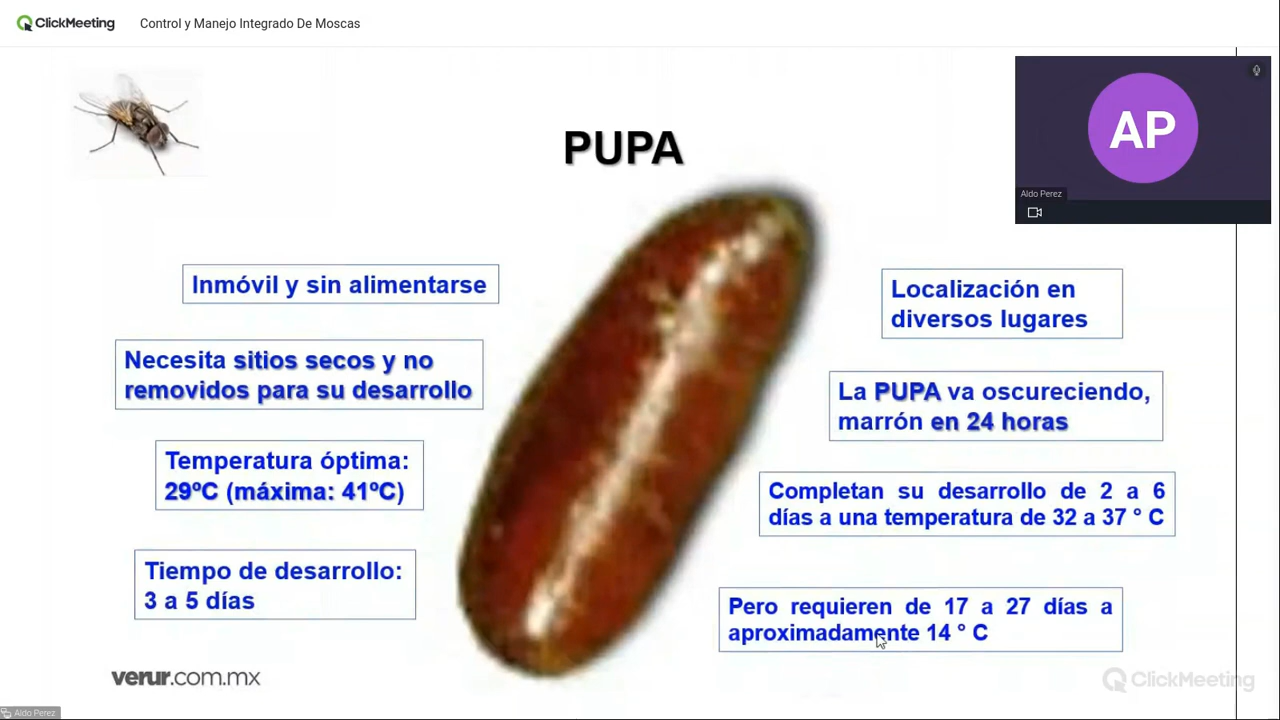 ClickMeeting
Control y Manejo Integrado De Moscas
AP
Aldo Perez
PUPA
Inmóvil y sin alimentarse
Necesita sitios secos y no
removidos para su desarrollo
Temperatura óptima:
29ºC (máxima: 41ºC)
Tiempo de desarrollo:
3 a 5 días
Localización en
diversos lugares
La PUPA va oscureciendo,
marrón en 24 horas
Completan su desarrollo de 2 a 6
días a una temperatura de 32 a 37 ° C
Pero requieren de 17 a 27 días a
aproximadamente 14 ° C
verur.com.mx
ClickMeeting
Aldo Perez